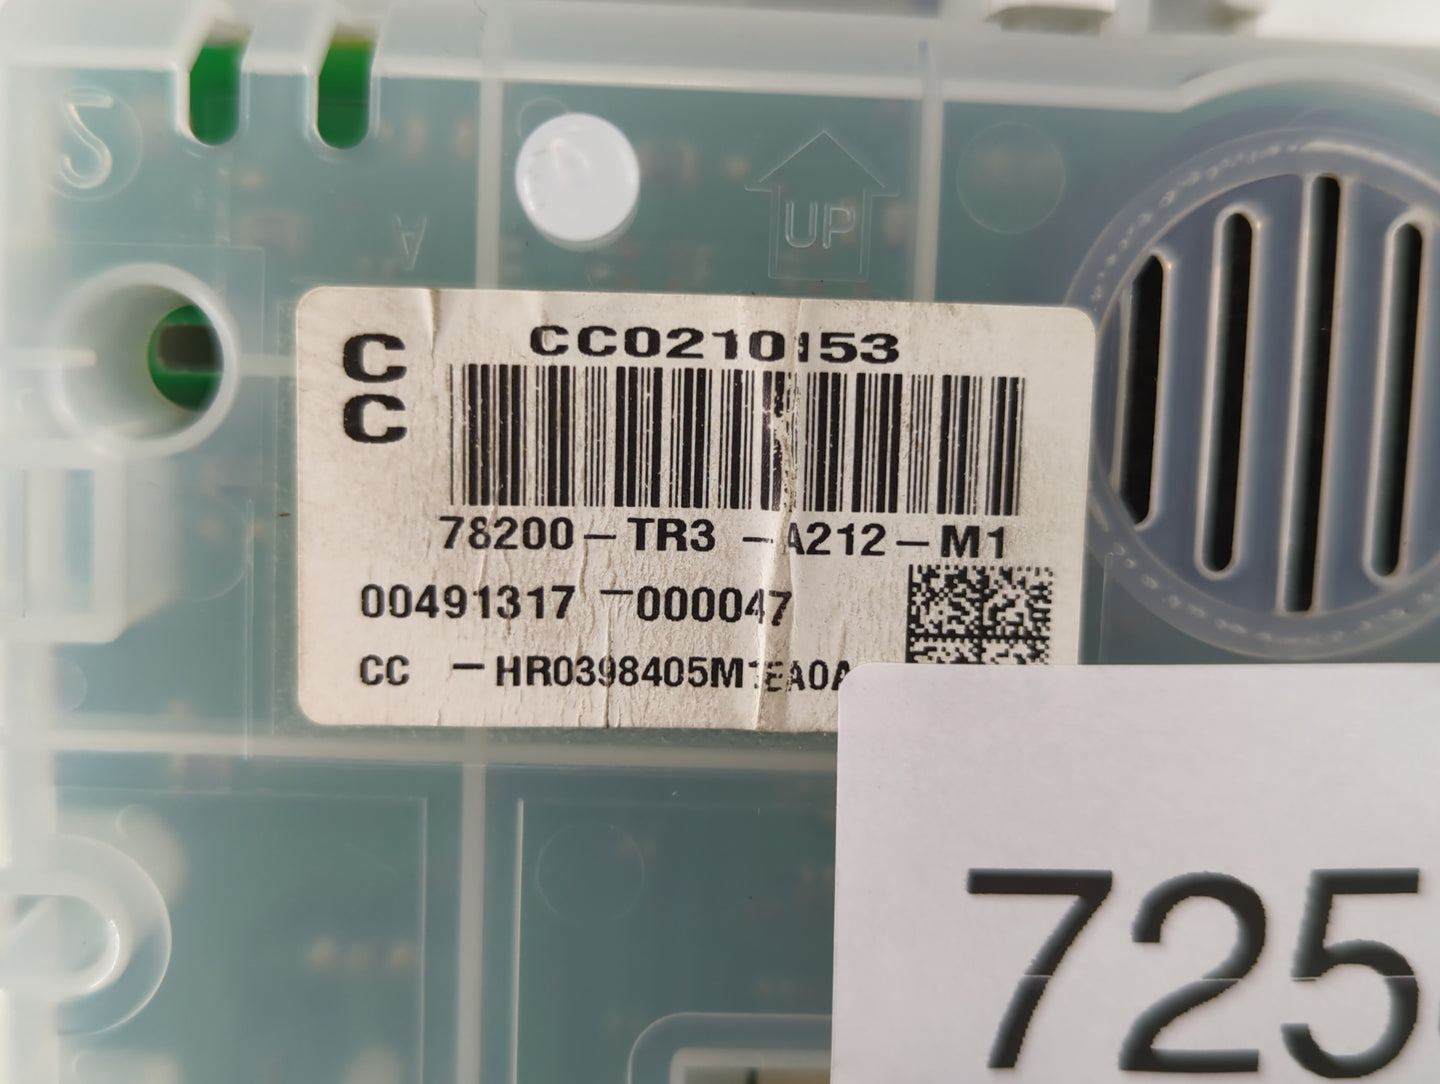 UP
A
CC0210153
C
C
78200-TR3 -A212-M1
00491317 -000047
CC -HR0398405M1EA0A
725